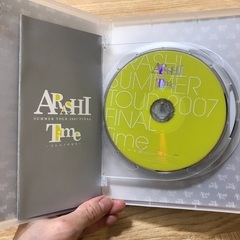 ARASHI
SUMMER TOUR 2007 FINAL
Time
ARASHI
SUMMER
TOUR 2007
FINAL
Time